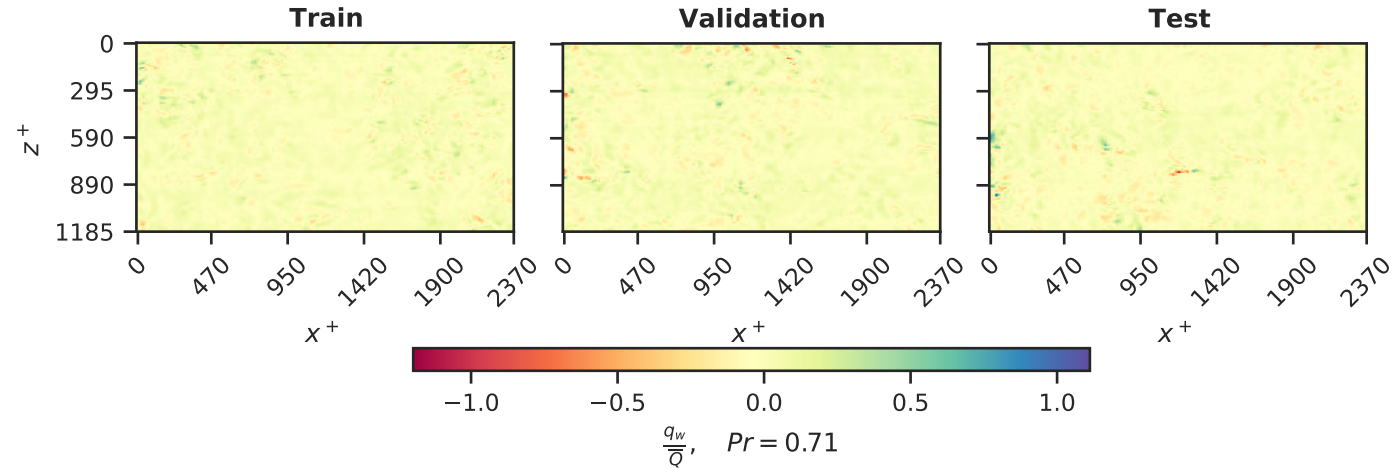 Train Validation Test
0
295
590
890
1185
z⁺
0 470 950 1420 1900 2370 0 470 950 1420 1900 2370 0 470 950 1420 1900 2370
x⁺ x⁺ x⁺
−1.0 −0.5 0.0 0.5 1.0
q_w/Q̅, Pr = 0.71